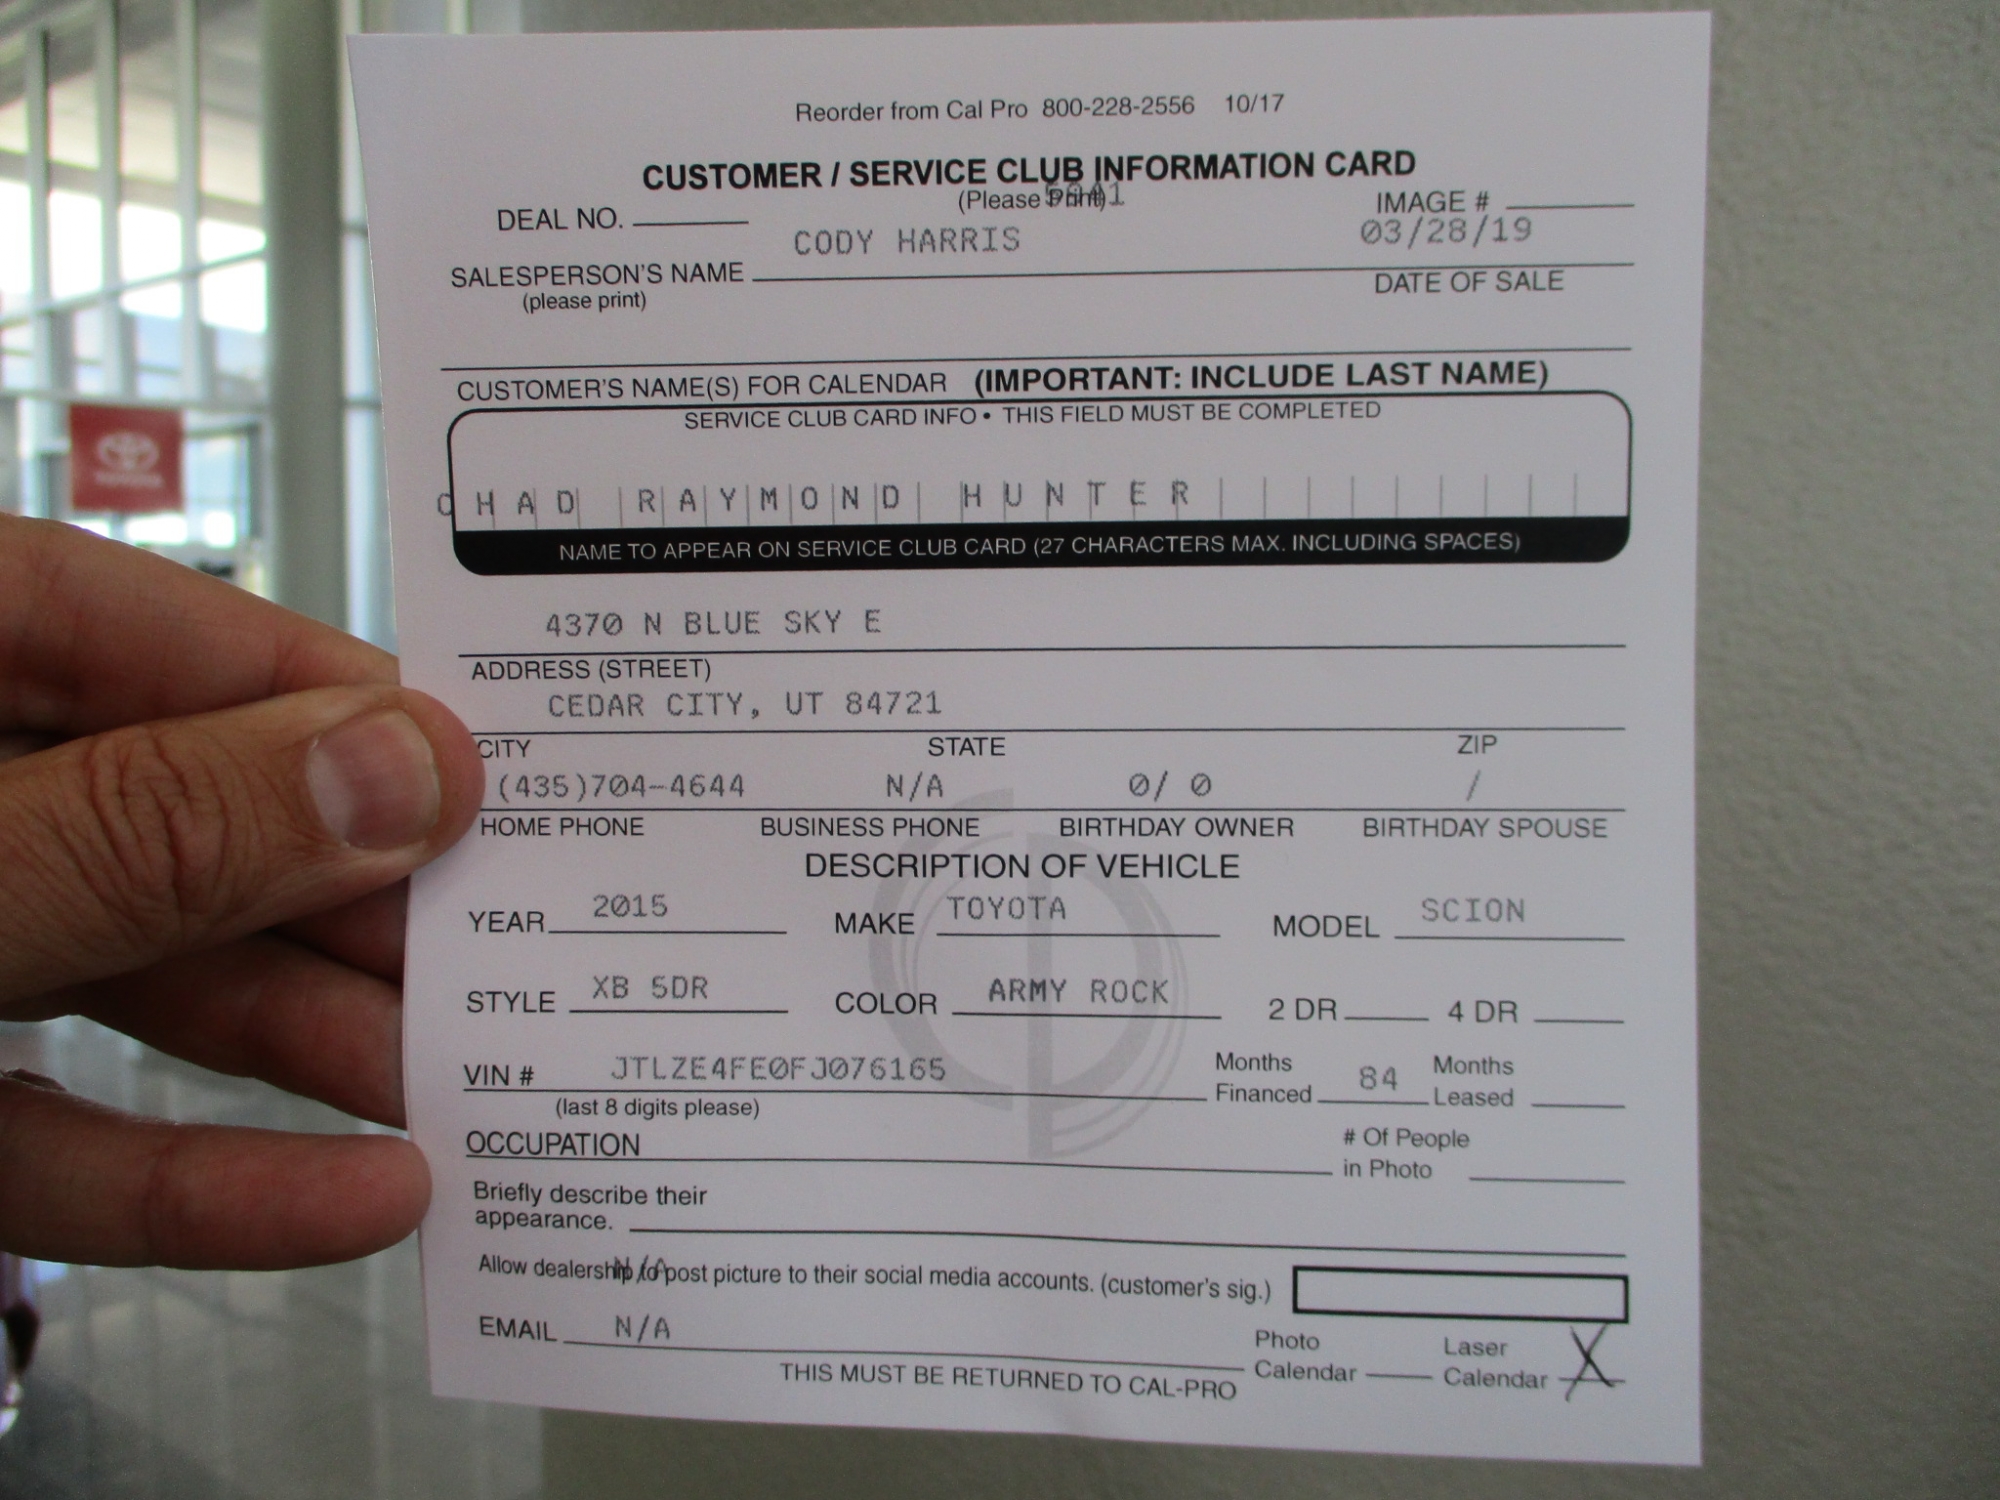 Reorder from Cal Pro 800-228-2556 10/17
CUSTOMER / SERVICE CLUB INFORMATION CARD
(Please Print)
DEAL NO. IMAGE #
CODY HARRIS 03/28/19
SALESPERSON'S NAME DATE OF SALE
(please print)
CUSTOMER'S NAME(S) FOR CALENDAR (IMPORTANT: INCLUDE LAST NAME)
SERVICE CLUB CARD INFO • THIS FIELD MUST BE COMPLETED
CHAD RAYMOND HUNTER
NAME TO APPEAR ON SERVICE CLUB CARD (27 CHARACTERS MAX. INCLUDING SPACES)
4370 N BLUE SKY E
ADDRESS (STREET)
CEDAR CITY, UT 84721
CITY STATE ZIP
(435)704-4644 N/A 0/ 0 /
HOME PHONE BUSINESS PHONE BIRTHDAY OWNER BIRTHDAY SPOUSE
DESCRIPTION OF VEHICLE
YEAR 2015 MAKE TOYOTA MODEL SCION
STYLE XB 5DR COLOR ARMY ROCK 2 DR 4 DR
VIN # JTLZE4FE0FJ076165 Months Financed 84 Months Leased
(last 8 digits please)
OCCUPATION # Of People in Photo
Briefly describe their
appearance.
N/A
Allow dealership to post picture to their social media accounts. (customer's sig.)
EMAIL N/A Photo Calendar Laser Calendar X
THIS MUST BE RETURNED TO CAL-PRO
TOYOTA